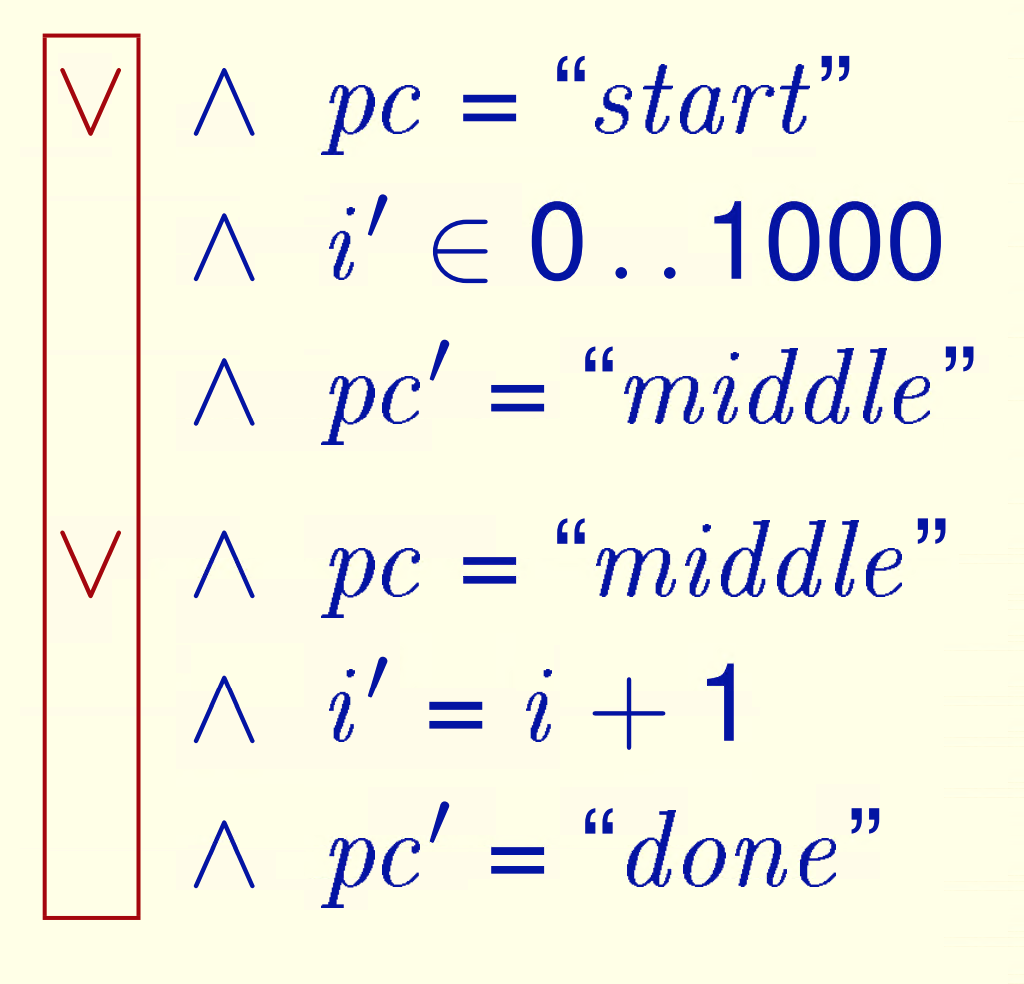 ∨ ∧ pc = “start”
∧ i′ ∈ 0 . . 1000
∧ pc′ = “middle”
∨ ∧ pc = “middle”
∧ i′ = i + 1
∧ pc′ = “done”